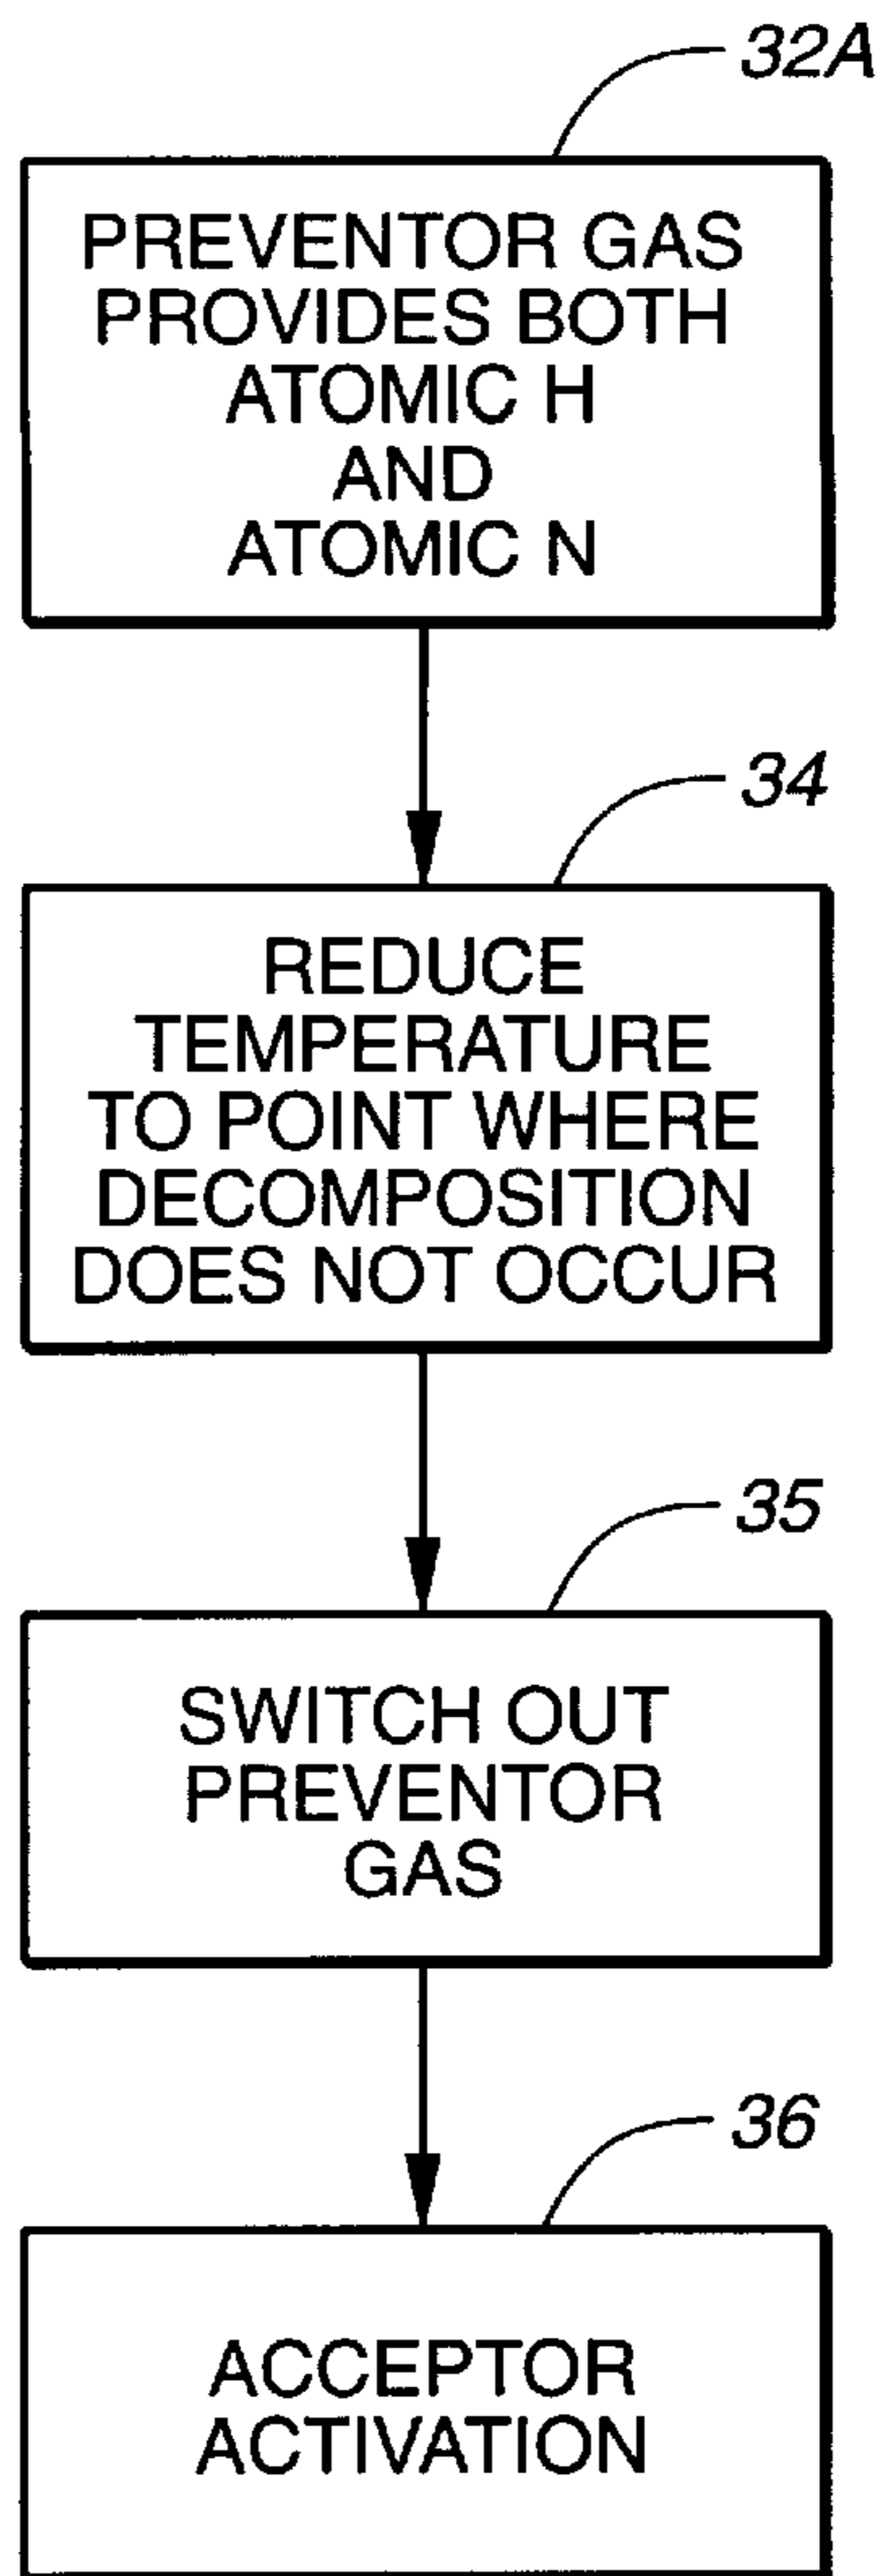 32A
PREVENTOR GAS
PROVIDES BOTH
ATOMIC H
AND
ATOMIC N
34
REDUCE
TEMPERATURE
TO POINT WHERE
DECOMPOSITION
DOES NOT OCCUR
35
SWITCH OUT
PREVENTOR
GAS
36
ACCEPTOR
ACTIVATION